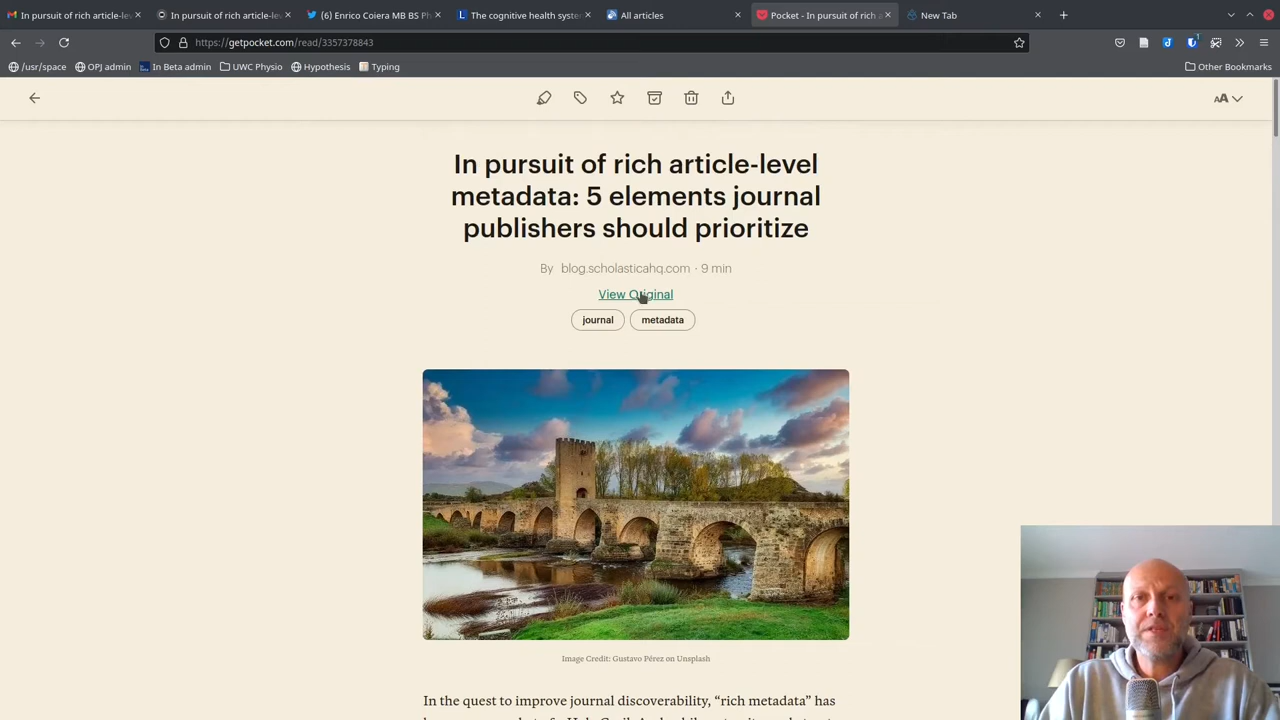 In pursuit of rich article-leve
In pursuit of rich article-leve
(6) Enrico Coiera MB BS Ph
The cognitive health syste
All articles
Pocket - In pursuit of rich a
New Tab
https://getpocket.com/read/3357378843
/usr/space
OPJ admin
In Beta admin
UWC Physio
Hypothesis
Typing
Other Bookmarks
AA
In pursuit of rich article-level
metadata: 5 elements journal
publishers should prioritize
By blog.scholasticahq.com · 9 min
View Original
journal
metadata
Image Credit: Gustavo Pérez on Unsplash
In the quest to improve journal discoverability, “rich metadata” has